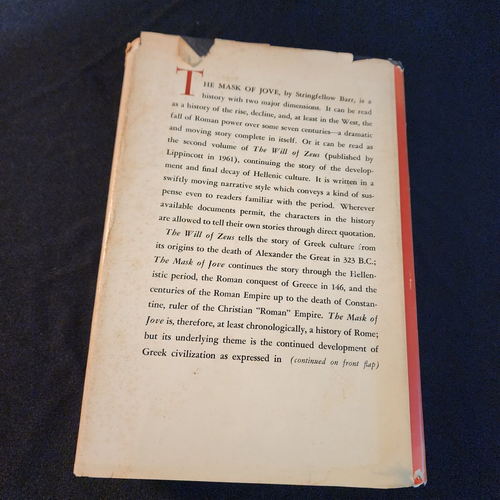 THE MASK OF JOVE, by Stringfellow Barr, is a
history with two major dimensions. It can be read
as a history of the rise, decline, and, at least in the West, the
fall of Roman power over some seven centuries—a dramatic
and moving story complete in itself. Or it can be read as
the second volume of The Will of Zeus (published by
Lippincott in 1961), continuing the story of the develop-
ment and final decay of Hellenic culture. It is written in a
swiftly moving narrative style which conveys a kind of sus-
pense even to readers familiar with the period. Wherever
available documents permit, the characters in the history
are allowed to tell their own stories through direct quotation.
The Will of Zeus tells the story of Greek culture from
its origins to the death of Alexander the Great in 323 B.C.;
The Mask of Jove continues the story through the Hellen-
istic period, the Roman conquest of Greece in 146, and the
centuries of the Roman Empire up to the death of Constan-
tine, ruler of the Christian "Roman" Empire. The Mask of
Jove is, therefore, at least chronologically, a history of Rome;
but its underlying theme is the continued development of
Greek civilization as expressed in (continued on front flap)